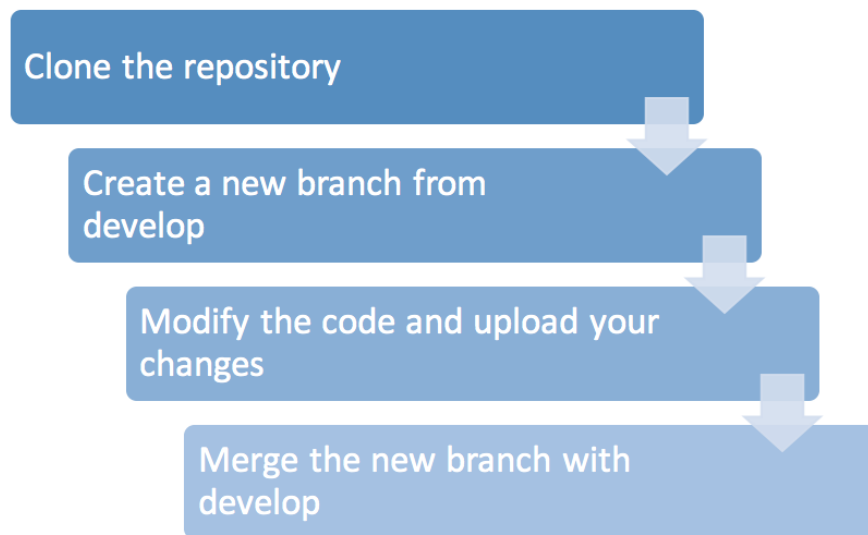 Clone the repository
Create a new branch from
develop
Modify the code and upload your
changes
Merge the new branch with
develop